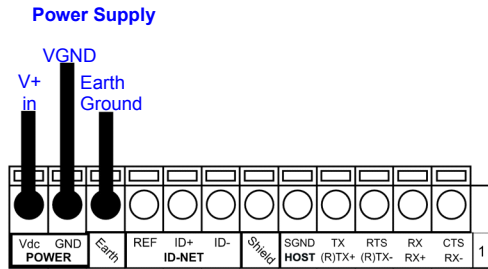 Power Supply
VGND
V+ in
Earth Ground
Vdc GND Earth REF ID+ ID- Shield SGND TX RTS RX CTS 1
POWER ID-NET HOST (R)TX+ (R)TX- RX+ RX-